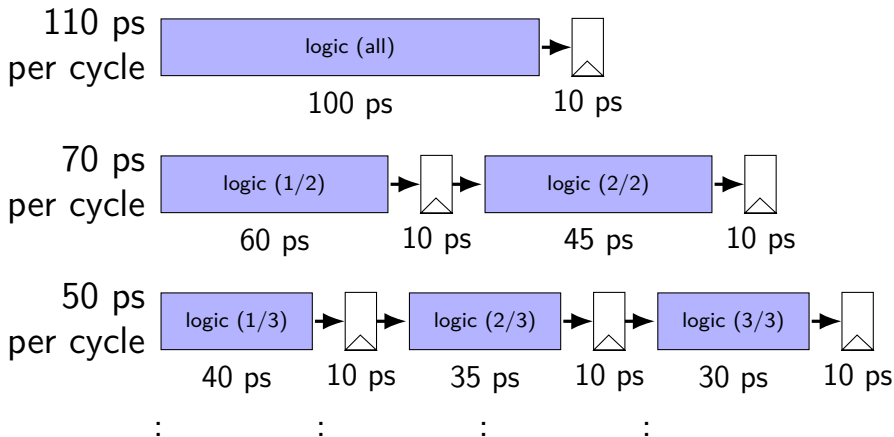 110 ps
per cycle
logic (all)
100 ps
10 ps
70 ps
per cycle
logic (1/2)
logic (2/2)
60 ps
10 ps
45 ps
10 ps
50 ps
per cycle
logic (1/3)
logic (2/3)
logic (3/3)
40 ps
10 ps
35 ps
10 ps
30 ps
10 ps